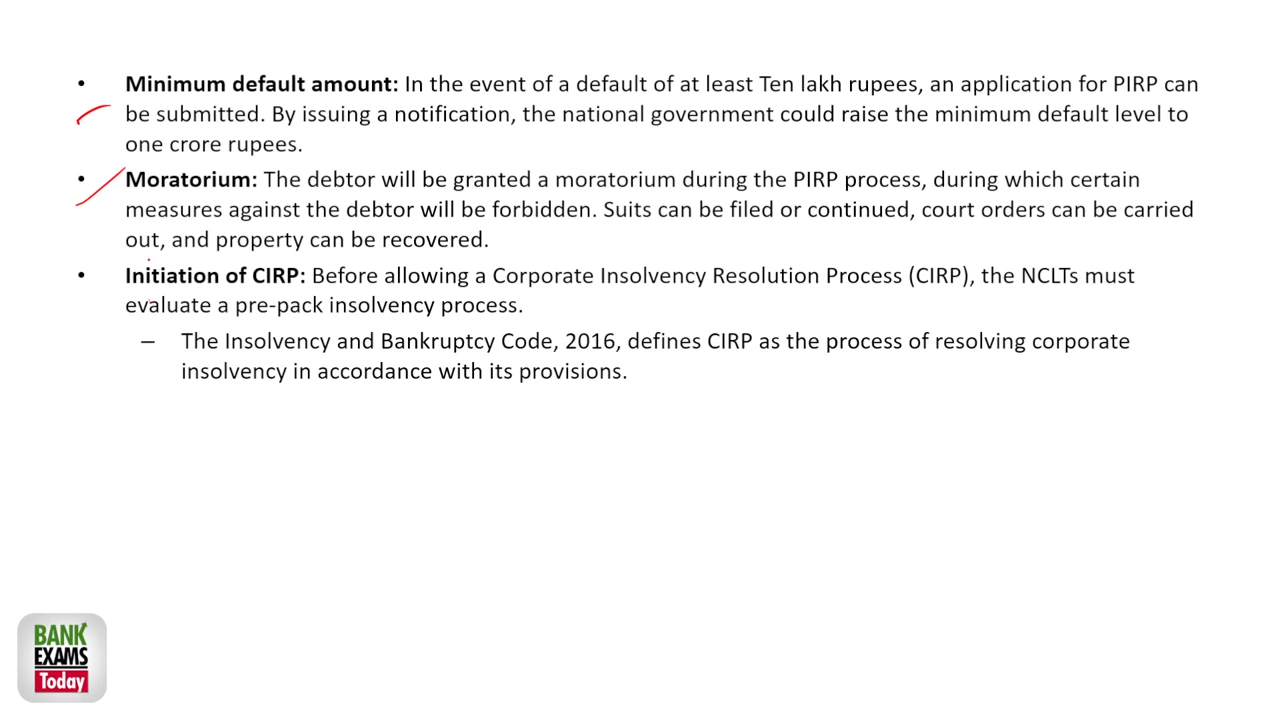 • Minimum default amount: In the event of a default of at least Ten lakh rupees, an application for PIRP can
be submitted. By issuing a notification, the national government could raise the minimum default level to
one crore rupees.
• Moratorium: The debtor will be granted a moratorium during the PIRP process, during which certain
measures against the debtor will be forbidden. Suits can be filed or continued, court orders can be carried
out, and property can be recovered.
• Initiation of CIRP: Before allowing a Corporate Insolvency Resolution Process (CIRP), the NCLTs must
evaluate a pre-pack insolvency process.
– The Insolvency and Bankruptcy Code, 2016, defines CIRP as the process of resolving corporate
insolvency in accordance with its provisions.
BANK
EXAMS
Today